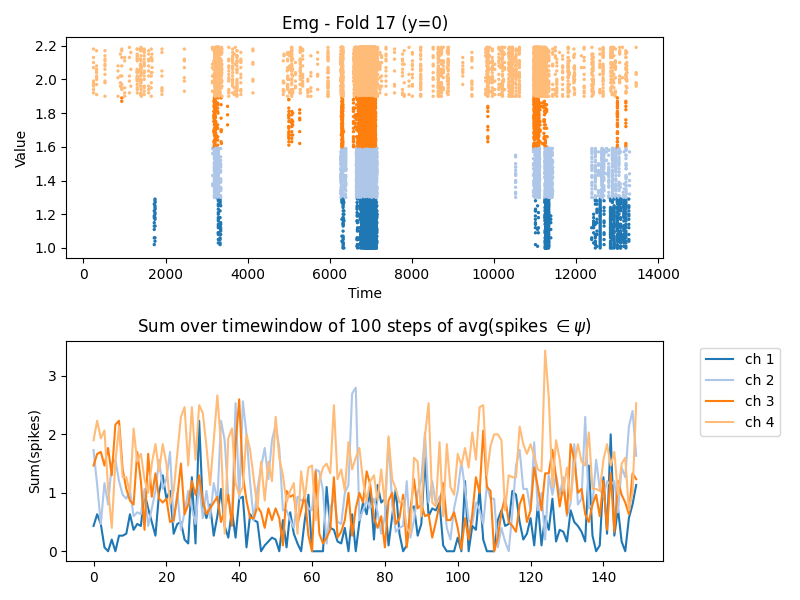 Emg - Fold 17 (y=0)
2.2
2.0
1.8
1.6
1.4
1.2
1.0
Value
0 2000 4000 6000 8000 10000 12000 14000
Time
Sum over timewindow of 100 steps of avg(spikes ∈ψ)
3
2
1
0
Sum(spikes)
0 20 40 60 80 100 120 140
ch 1
ch 2
ch 3
ch 4